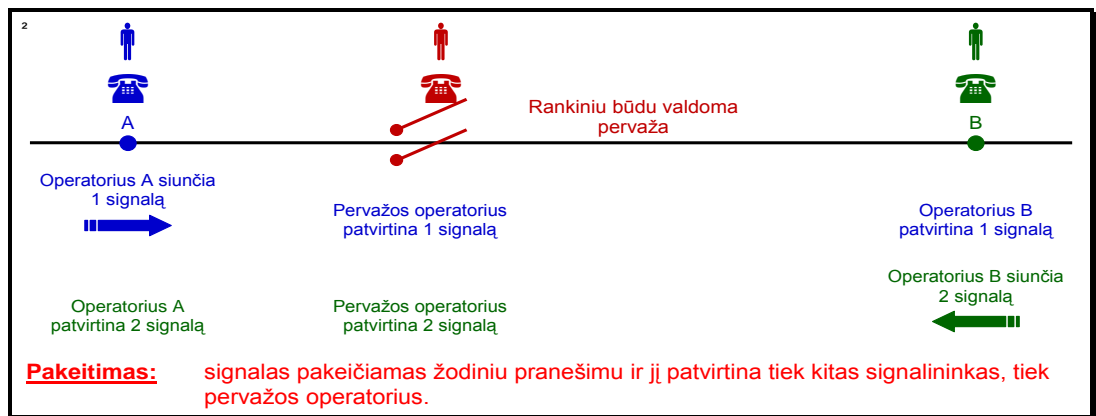 2
A
Rankiniu būdu valdoma
pervaža
B
Operatorius A siunčia
1 signalą
Pervažos operatorius
patvirtina 1 signalą
Operatorius B
patvirtina 1 signalą
Operatorius A
patvirtina 2 signalą
Pervažos operatorius
patvirtina 2 signalą
Operatorius B siunčia
2 signalą
Pakeitimas: signalas pakeičiamas žodiniu pranešimu ir jį patvirtina tiek kitas signalininkas, tiek
pervažos operatorius.